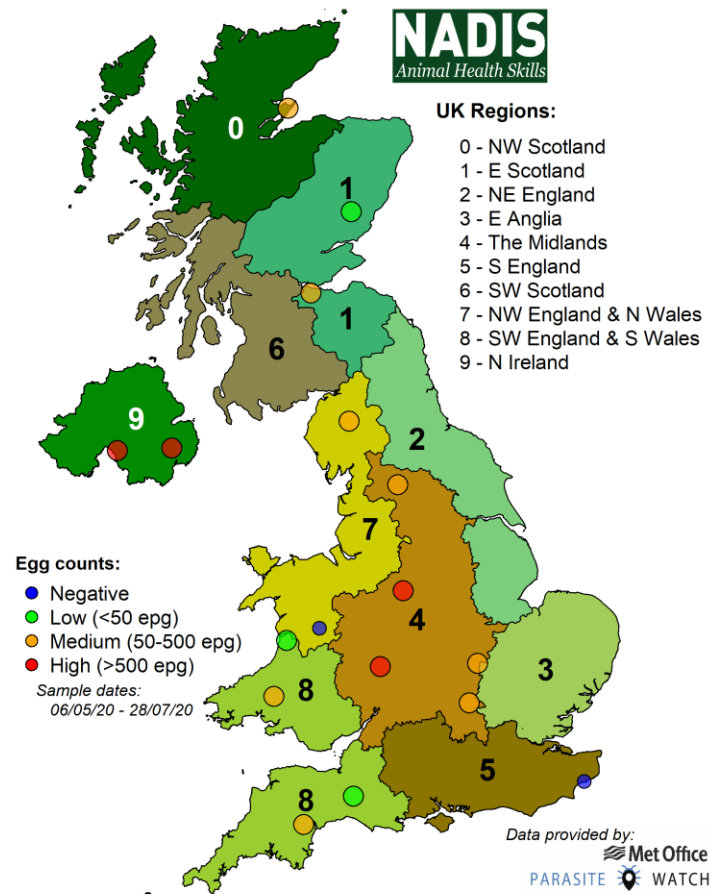 NADIS
Animal Health Skills
UK Regions:
0 - NW Scotland
1 - E Scotland
2 - NE England
3 - E Anglia
4 - The Midlands
5 - S England
6 - SW Scotland
7 - NW England & N Wales
8 - SW England & S Wales
9 - N Ireland
0
1
1
6
9
2
7
4
3
8
5
8
Egg counts:
Negative
Low (<50 epg)
Medium (50-500 epg)
High (>500 epg)
Sample dates:
06/05/20 - 28/07/20
Data provided by:
Met Office
PARASITE WATCH